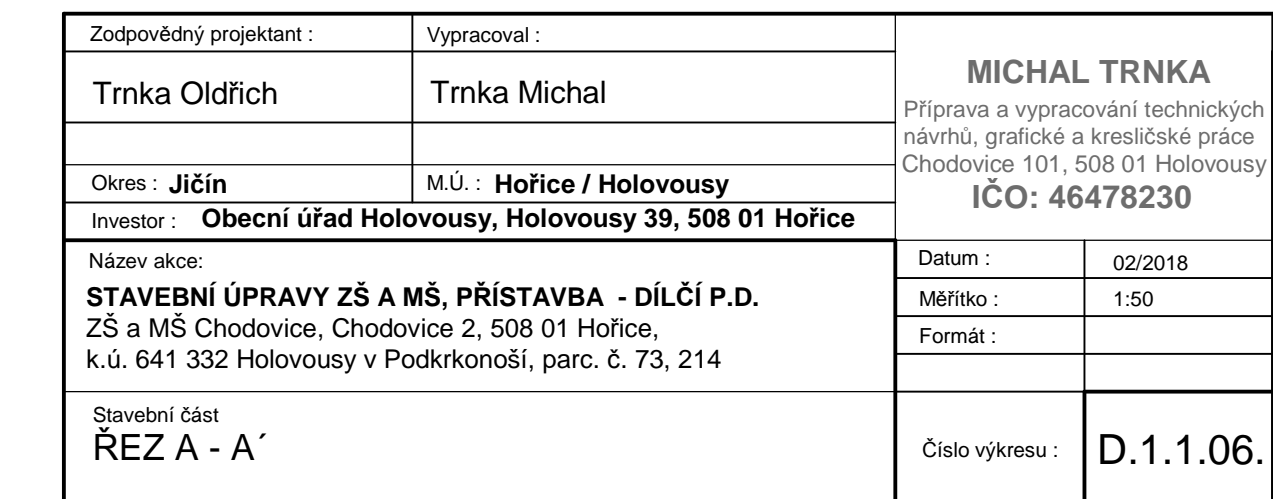 Zodpovědný projektant :
Vypracoval :
Trnka Oldřich
Trnka Michal
MICHAL TRNKA
Příprava a vypracování technických
návrhů, grafické a kresličské práce
Chodovice 101, 508 01 Holovousy
IČO: 46478230
Okres : Jičín
M.Ú. : Hořice / Holovousy
Investor : Obecní úřad Holovousy, Holovousy 39, 508 01 Hořice
Název akce:
STAVEBNÍ ÚPRAVY ZŠ A MŠ, PŘÍSTAVBA - DÍLČÍ P.D.
ZŠ a MŠ Chodovice, Chodovice 2, 508 01 Hořice,
k.ú. 641 332 Holovousy v Podkrkonoší, parc. č. 73, 214
Datum : 02/2018
Měřítko : 1:50
Formát :
Stavební část
ŘEZ A - A´
Číslo výkresu : D.1.1.06.